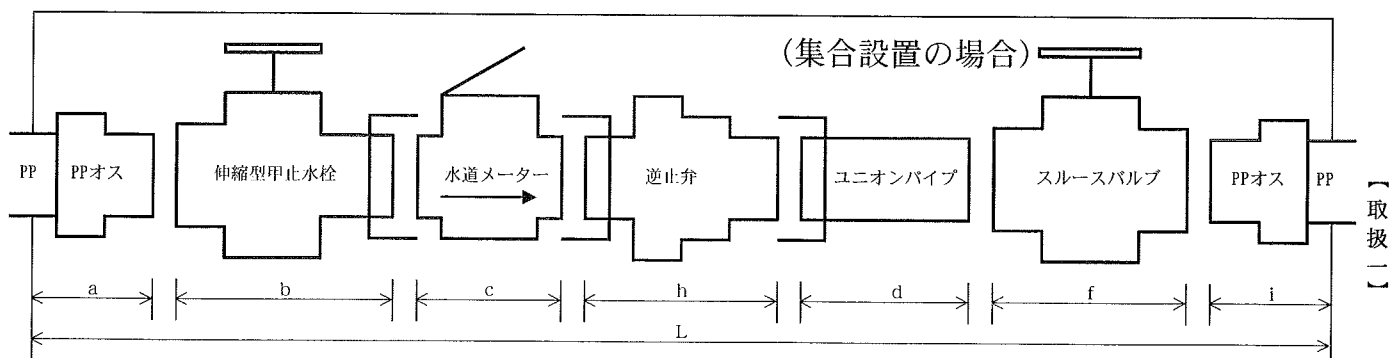 (集合設置の場合)
PP
PPオス
伸縮型甲止水栓
水道メーター
逆止弁
ユニオンパイプ
スルースバルブ
PPオス
PP
a
b
c
h
d
f
i
L
【取扱一】